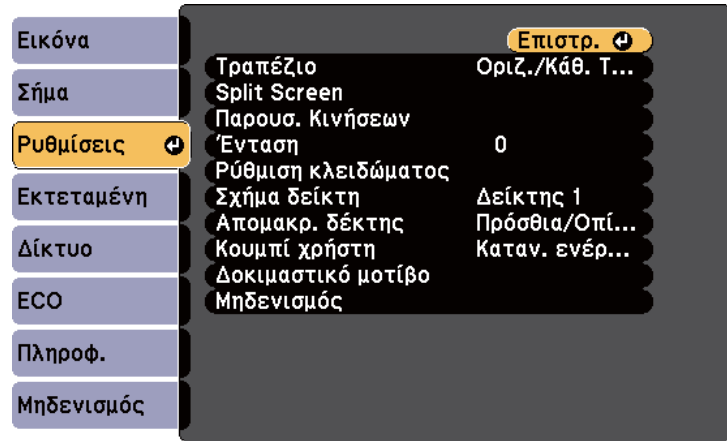 Εικόνα
Σήμα
Ρυθμίσεις
Εκτεταμένη
Δίκτυο
ECO
Πληροφ.
Μηδενισμός
Επιστρ.
Τραπέζιο Οριζ./Κάθ. Τ...
Split Screen
Παρουσ. Κινήσεων
Ένταση 0
Ρύθμιση κλειδώματος
Σχήμα δείκτη Δείκτης 1
Απομακρ. δέκτης Πρόσθια/Οπί...
Κουμπί χρήστη Καταν. ενέρ...
Δοκιμαστικό μοτίβο
Μηδενισμός